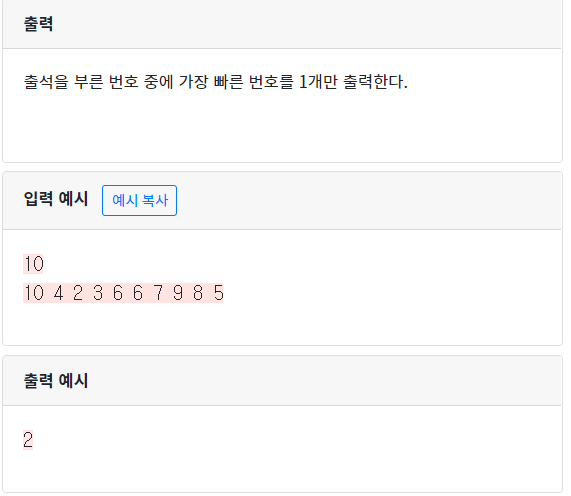 출력
출석을 부른 번호 중에 가장 빠른 번호를 1개만 출력한다.
입력 예시 예시 복사
10
10 4 2 3 6 6 7 9 8 5
출력 예시
2